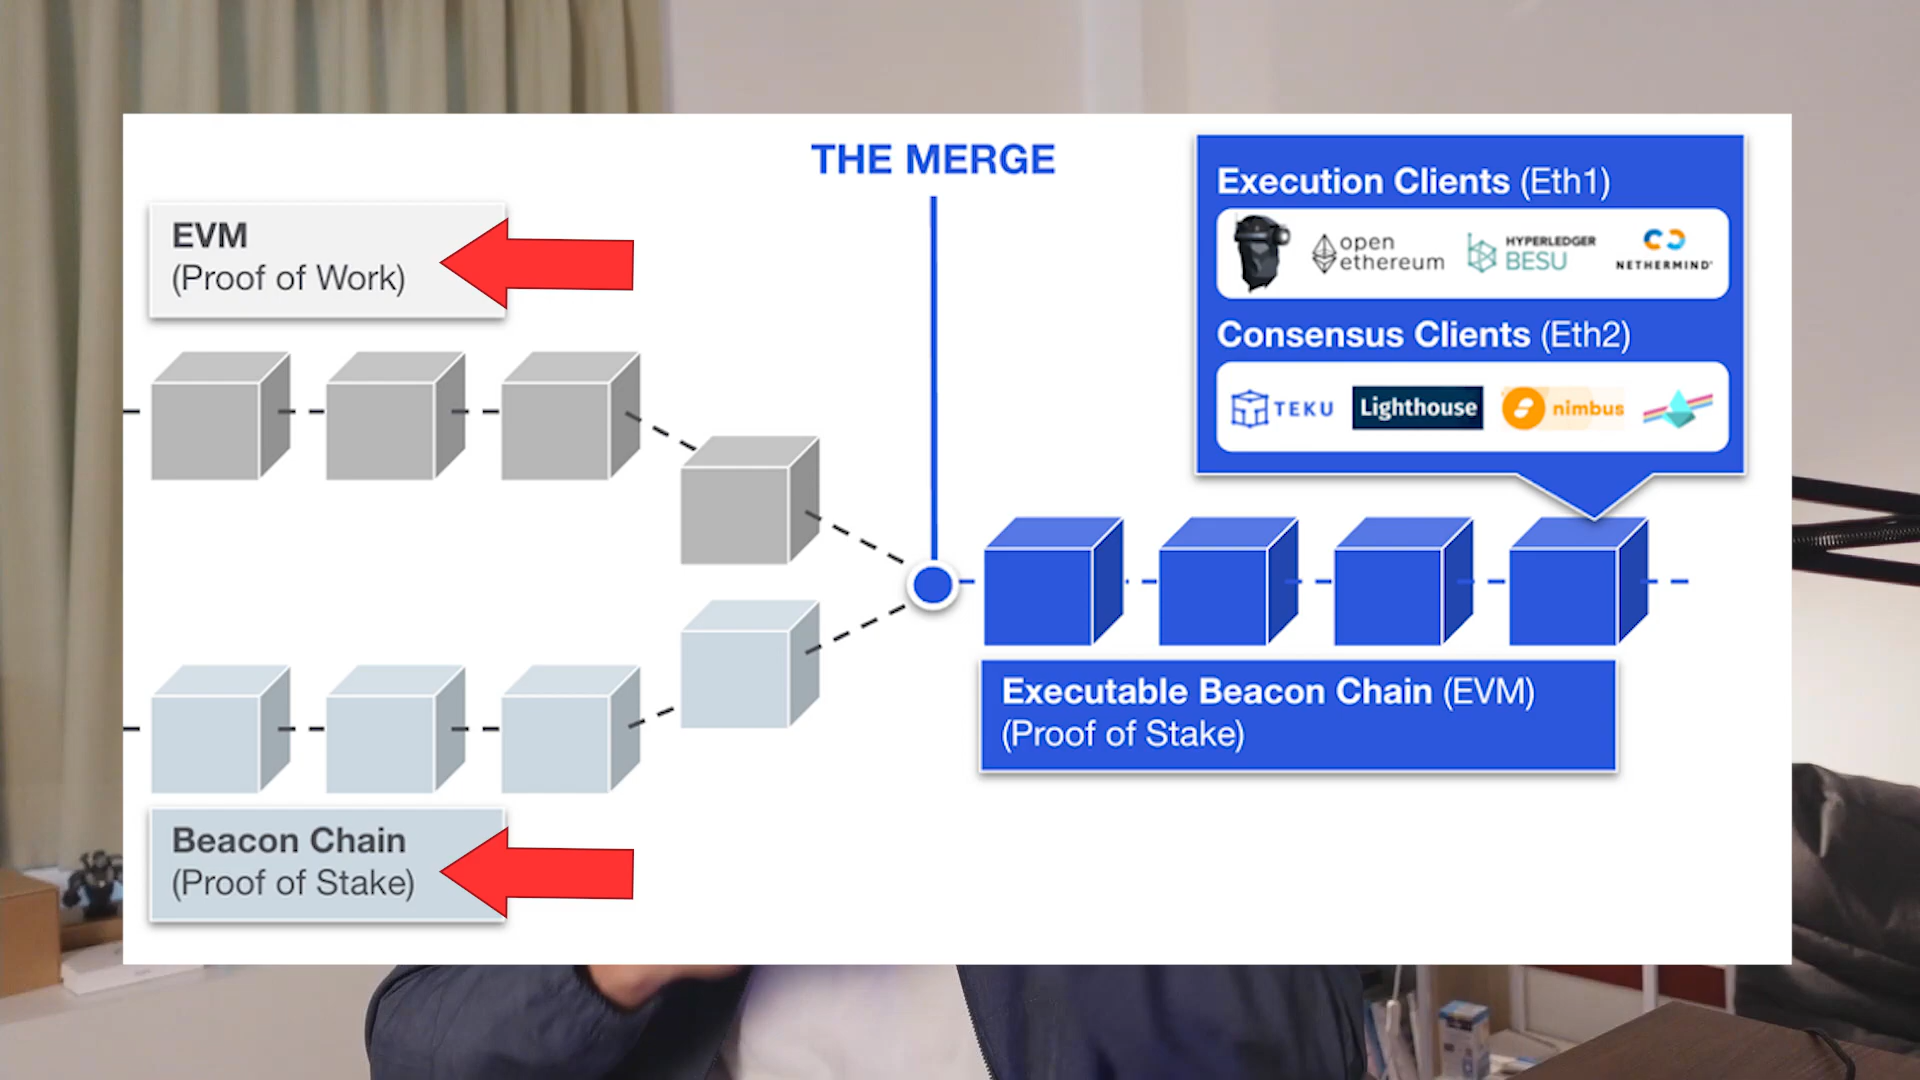 THE MERGE
EVM
(Proof of Work)
Execution Clients (Eth1)
open
ethereum
HYPERLEDGER
BESU
NETHERMIND
Consensus Clients (Eth2)
TEKU
Lighthouse
nimbus
Executable Beacon Chain (EVM)
(Proof of Stake)
Beacon Chain
(Proof of Stake)